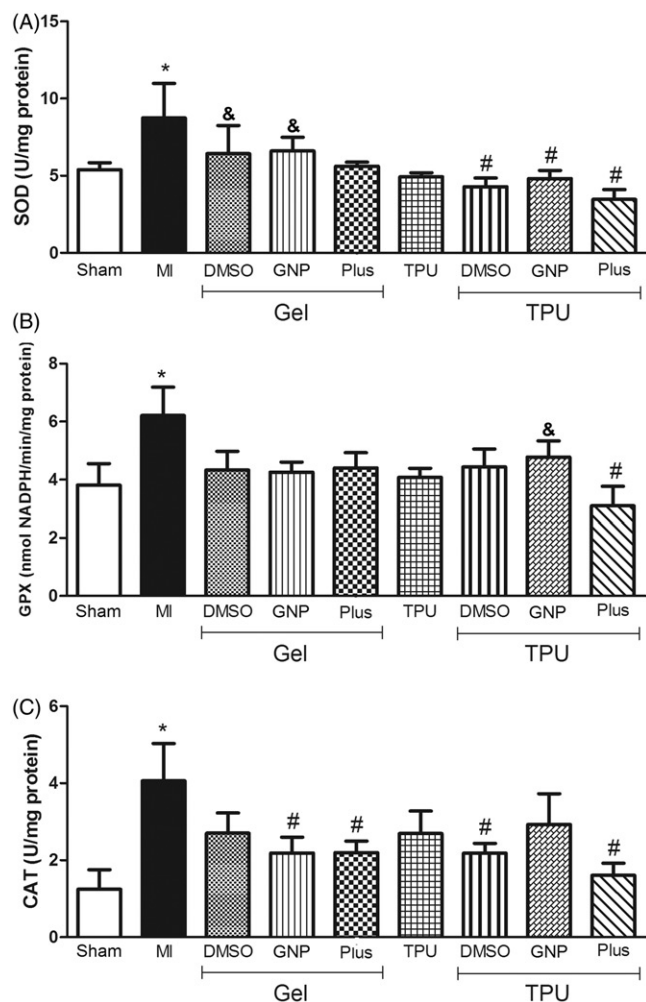 (A)
SOD (U/mg protein)
15
10
5
0
*
&
&
#
#
#
Sham MI DMSO GNP Plus TPU DMSO GNP Plus
Gel TPU
(B)
GPX (nmol NADPH/min/mg protein)
8
6
4
2
0
*
&
#
Sham MI DMSO GNP Plus TPU DMSO GNP Plus
Gel TPU
(C)
CAT (U/mg protein)
6
4
2
0
*
#
#
#
#
Sham MI DMSO GNP Plus TPU DMSO GNP Plus
Gel TPU